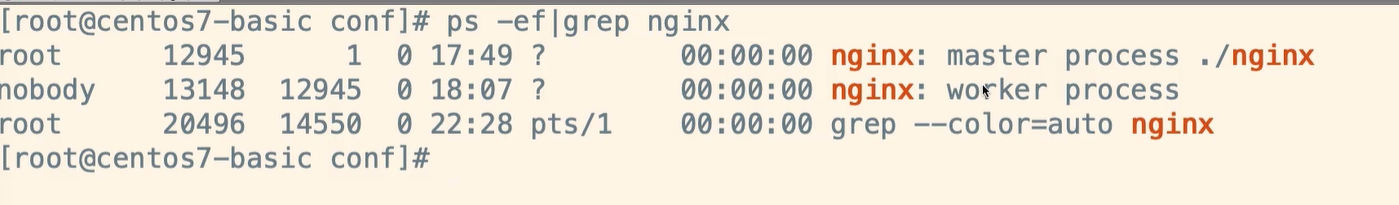 [root@centos7-basic conf]# ps -ef|grep nginx
root      12945      1  0 17:49 ?        00:00:00 nginx: master process ./nginx
nobody    13148  12945  0 18:07 ?        00:00:00 nginx: worker process
root      20496  14550  0 22:28 pts/1    00:00:00 grep --color=auto nginx
[root@centos7-basic conf]#